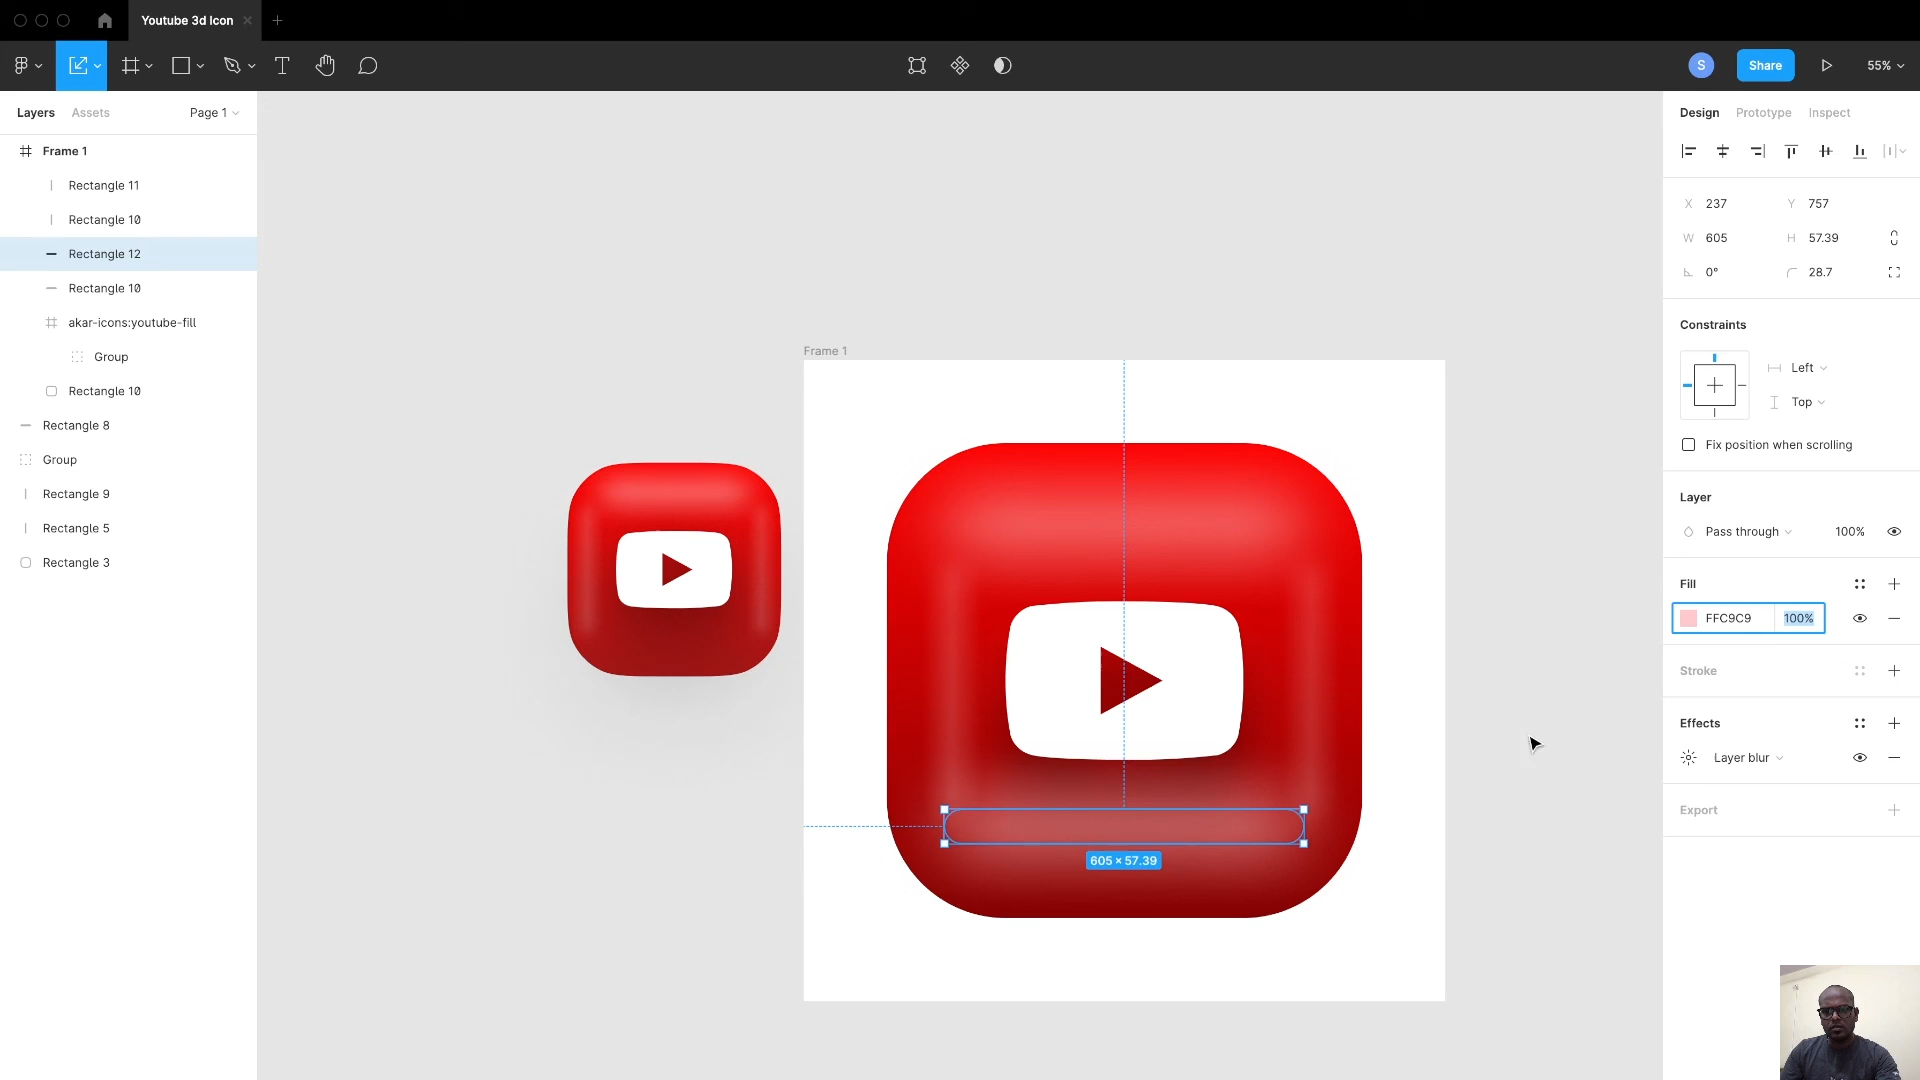 Youtube 3d Icon
S
Share
55%
Layers
Assets
Page 1
Design
Prototype
Inspect
Frame 1
Rectangle 11
Rectangle 10
Rectangle 12
Rectangle 10
akar-icons:youtube-fill
Group
Rectangle 10
Rectangle 8
Group
Rectangle 9
Rectangle 5
Rectangle 3
Frame 1
605 × 57.39
X 237
Y 757
W 605
H 57.39
0°
28.7
Constraints
Left
Top
Fix position when scrolling
Layer
Pass through
100%
Fill
FFC9C9
100%
Stroke
Effects
Layer blur
Export